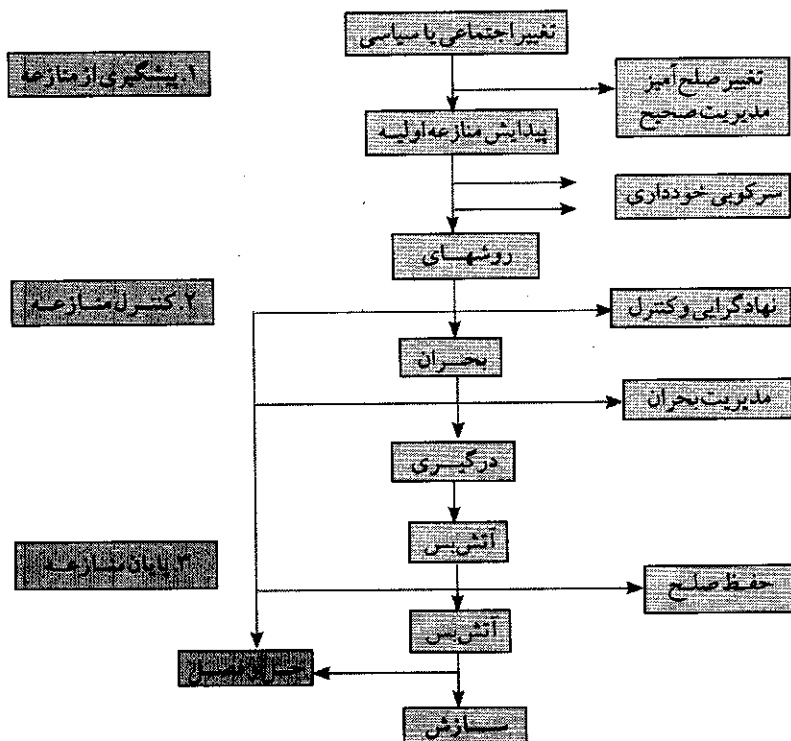 تغییر اجتماعی یا سیاسی
۱. پیشگیری از منازعه
تغییر صلح آمیز
مدیریت صحیح
پیدایش منازعه اولیه
سرکوبی خودداری
روشهای
۲. کنترل منازعه
نهادگرایی و کنترل
بحران
مدیریت بحران
درگیری
آتش بس
۳. پایان منازعه
حفظ صلح
آتش بس
حل و فصل
سازش